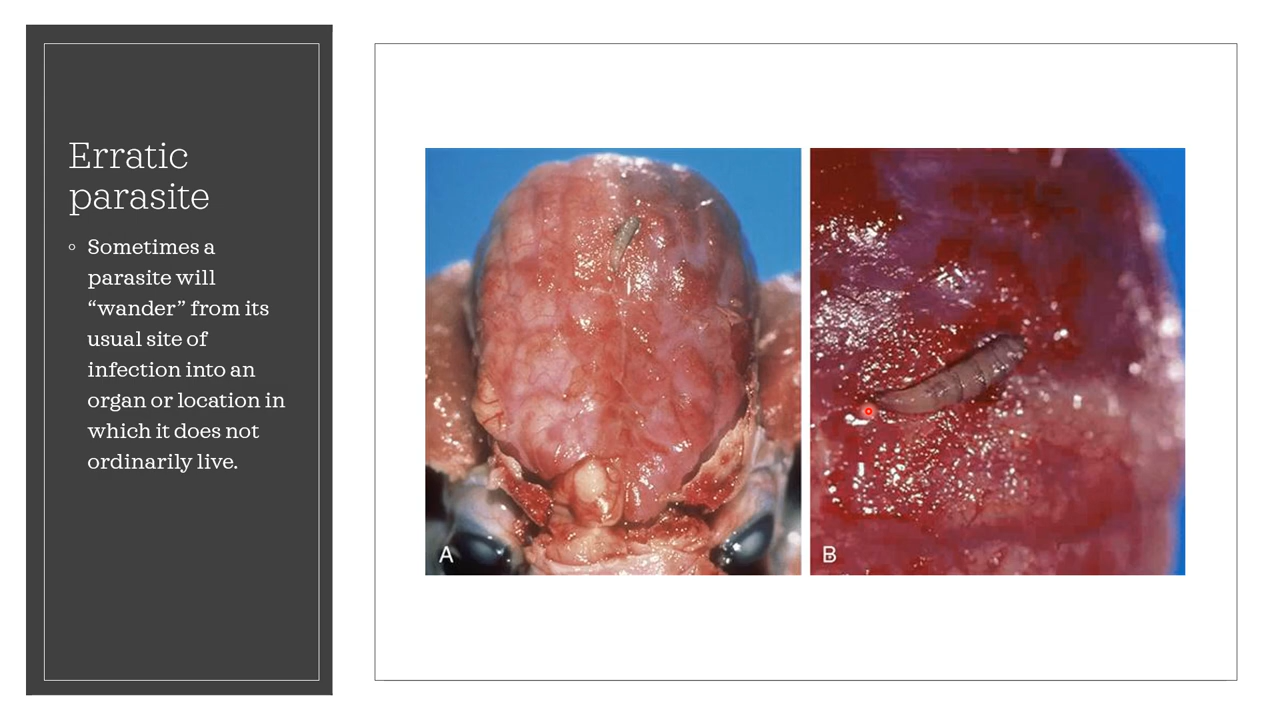 Erratic
parasite
Sometimes a
parasite will
“wander” from its
usual site of
infection into an
organ or location in
which it does not
ordinarily live.
A
B